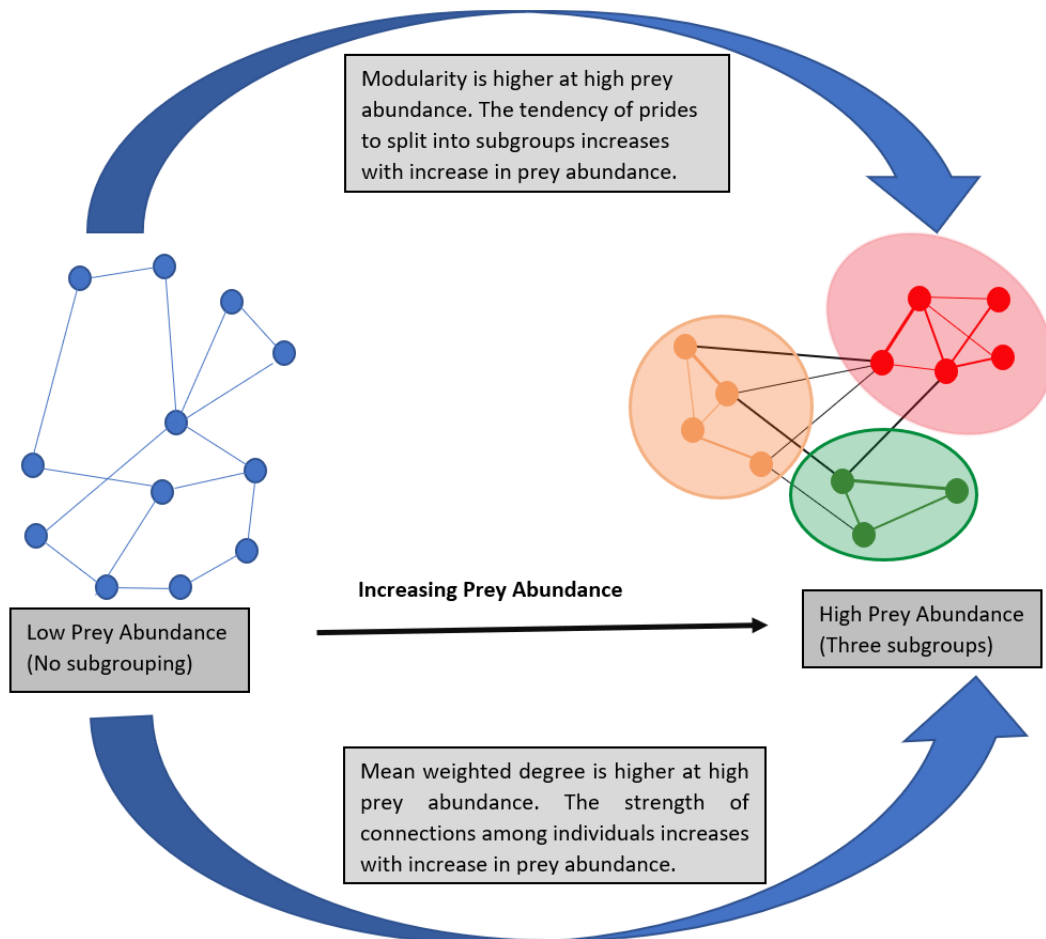 Modularity is higher at high prey
abundance. The tendency of prides
to split into subgroups increases
with increase in prey abundance.
Increasing Prey Abundance
Low Prey Abundance
(No subgrouping)
High Prey Abundance
(Three subgroups)
Mean weighted degree is higher at high
prey abundance. The strength of
connections among individuals increases
with increase in prey abundance.